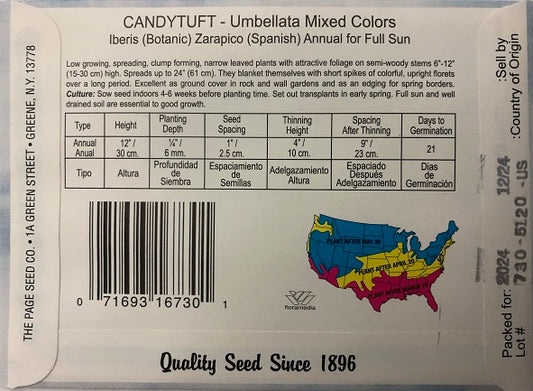 CANDYTUFT - Umbellata Mixed Colors
Iberis (Botanic) Zarapico (Spanish) Annual for Full Sun
Low growing, spreading, clump forming, narrow leaved plants with attractive foliage on semi-woody stems 6"-12"
(15-30 cm) high. Spreads up to 24" (61 cm). They blanket themselves with short spikes of colorful, upright florets
over a long period. Excellent as ground cover in rock and wall gardens and as an edging for spring borders.
Culture: Sow seed indoors 4-6 weeks before planting time. Set out transplants in early spring. Full sun and well
drained soil are essential to good growth.
Type Height Planting Depth Seed Spacing Thinning Height Spacing After Thinning Days to Germination
Annual Anual 12"/ 30 cm. ¼"/ 6 mm. 1"/ 2.5 cm. 4"/ 10 cm. 9"/ 23 cm. 21
Tipo Altura Profundidad de Siembra Espaciamiento de Semillas Adelgazamiento Altura Espaciado Después Adelgazamiento Dias de Germinación
PLANT AFTER MAY 30
PLANT AFTER APRIL 20
PLANT AFTER MARCH 10
0 71693 16730 1
floramedia
Quality Seed Since 1896
THE PAGE SEED CO. • 1A GREEN STREET • GREENE, N.Y. 13778
Packed for: 2024 12/24 :Sell by
Lot # 730-5120-US :Country of Origin